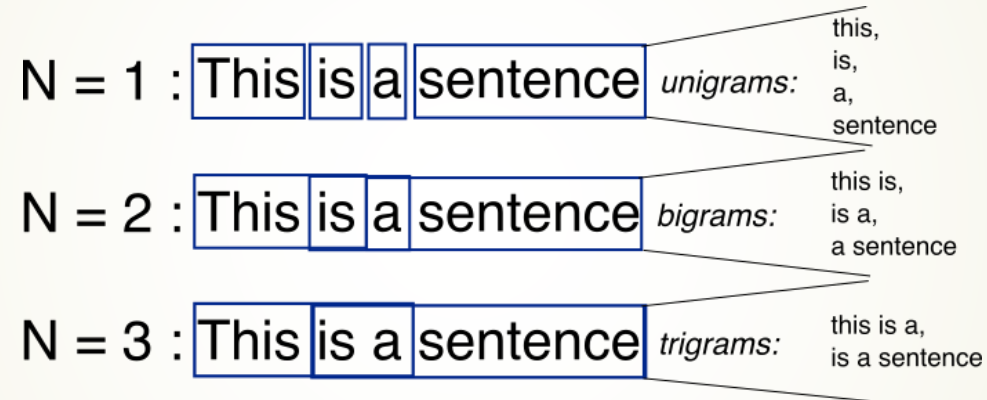 N = 1 : This is a sentence unigrams:
this,
is,
a,
sentence
N = 2 : This is a sentence bigrams:
this is,
is a,
a sentence
N = 3 : This is a sentence trigrams:
this is a,
is a sentence